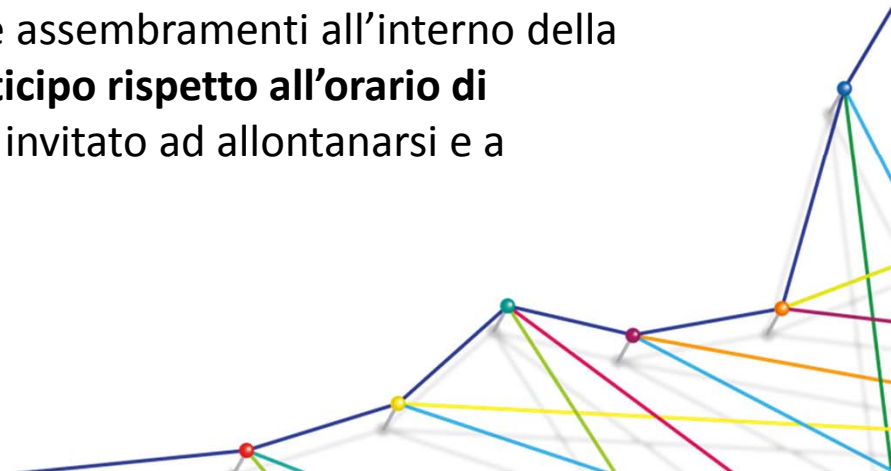 e assembramenti all’interno della
ticipo rispetto all’orario di
invitato ad allontanarsi e a